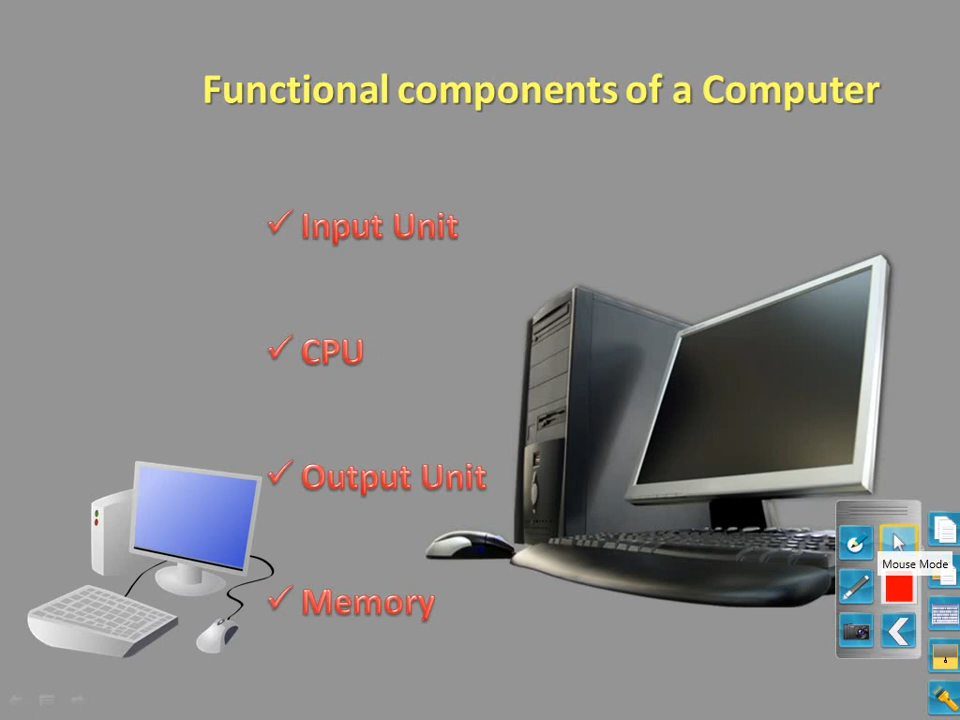 Functional components of a Computer
✓ Input Unit
✓ CPU
✓ Output Unit
Mouse Mode
✓ Memory